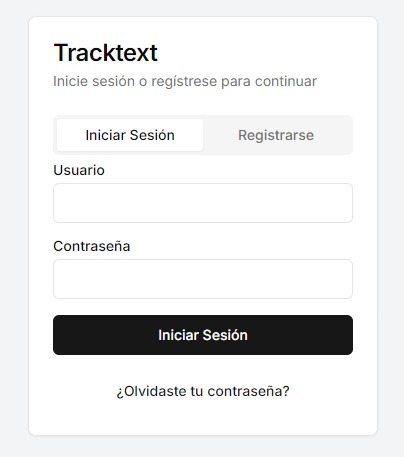 Tracktext
Inicie sesión o regístrese para continuar
Iniciar Sesión Registrarse
Usuario
Contraseña
Iniciar Sesión
¿Olvidaste tu contraseña?